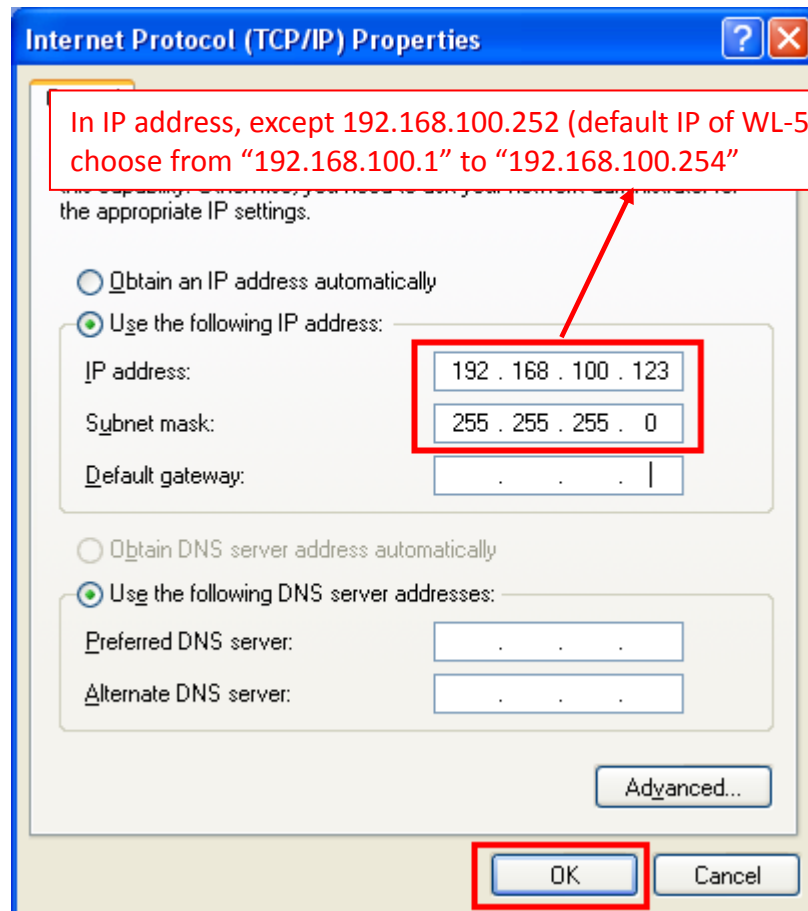 Internet Protocol (TCP/IP) Properties
In IP address, except 192.168.100.252 (default IP of WL-5
choose from “192.168.100.1” to “192.168.100.254”
the appropriate IP settings.
Obtain an IP address automatically
Use the following IP address:
IP address: 192 . 168 . 100 . 123
Subnet mask: 255 . 255 . 255 . 0
Default gateway: . . .
Obtain DNS server address automatically
Use the following DNS server addresses:
Preferred DNS server: . . .
Alternate DNS server: . . .
Advanced...
OK Cancel